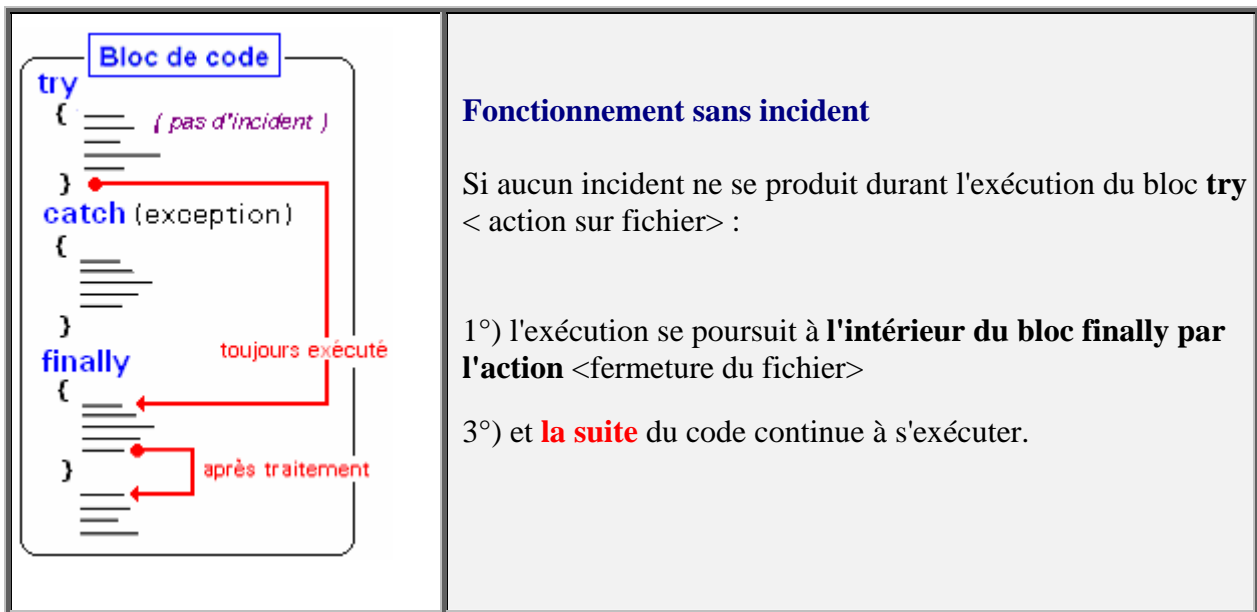 Bloc de code
try
{ ( pas d'incident )
}
catch (exception)
{
}
toujours exécuté
finally
{
après traitement
}
Fonctionnement sans incident
Si aucun incident ne se produit durant l'exécution du bloc try
< action sur fichier> :
1°) l'exécution se poursuit à l'intérieur du bloc finally par
l'action <fermeture du fichier>
3°) et la suite du code continue à s'exécuter.